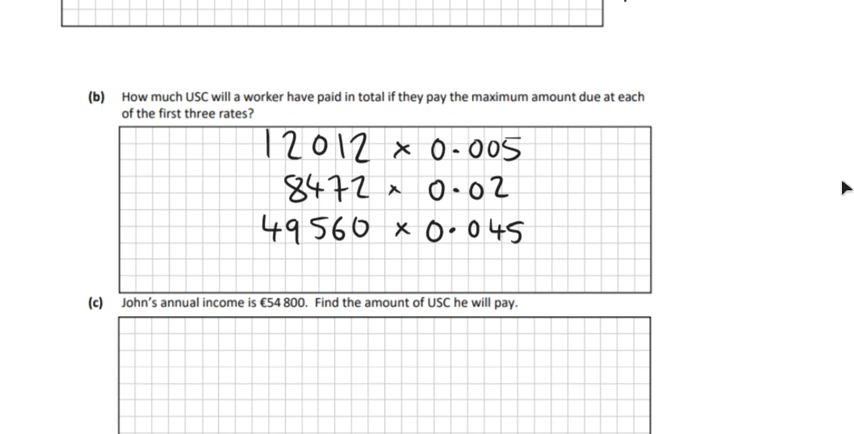 (b) How much USC will a worker have paid in total if they pay the maximum amount due at each
of the first three rates?
12012 × 0.005
8472 × 0.02
49560 × 0.045
(c) John's annual income is €54 800. Find the amount of USC he will pay.